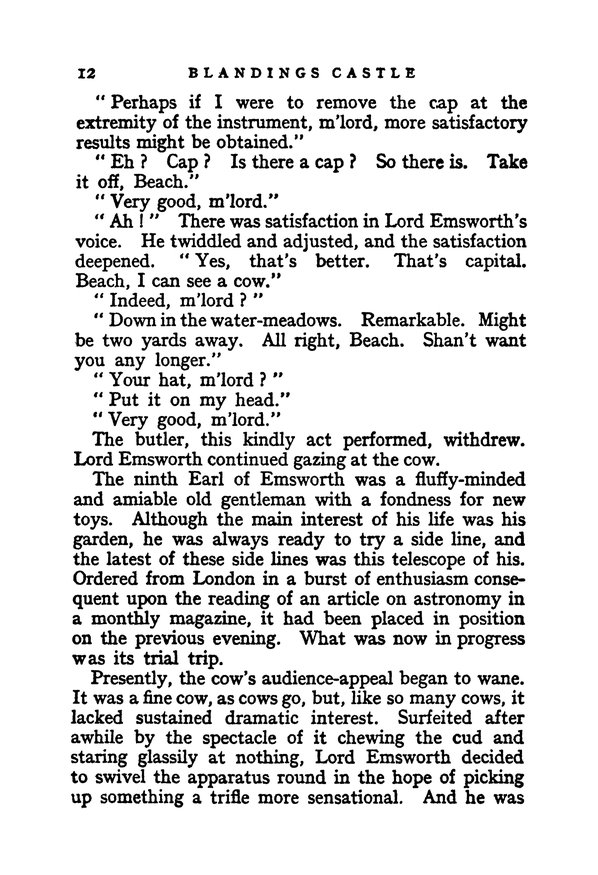 12 BLANDINGS CASTLE
“ Perhaps if I were to remove the cap at the
extremity of the instrument, m’lord, more satisfactory
results might be obtained.”
“ Eh ? Cap ? Is there a cap ? So there is. Take
it off, Beach.”
“ Very good, m’lord.”
“ Ah ! ” There was satisfaction in Lord Emsworth’s
voice. He twiddled and adjusted, and the satisfaction
deepened. “ Yes, that’s better. That’s capital.
Beach, I can see a cow.”
“ Indeed, m’lord ? ”
“ Down in the water-meadows. Remarkable. Might
be two yards away. All right, Beach. Shan’t want
you any longer.”
“ Your hat, m’lord ? ”
“ Put it on my head.”
“ Very good, m’lord.”
The butler, this kindly act performed, withdrew.
Lord Emsworth continued gazing at the cow.
The ninth Earl of Emsworth was a fluffy-minded
and amiable old gentleman with a fondness for new
toys. Although the main interest of his life was his
garden, he was always ready to try a side line, and
the latest of these side lines was this telescope of his.
Ordered from London in a burst of enthusiasm conse-
quent upon the reading of an article on astronomy in
a monthly magazine, it had been placed in position
on the previous evening. What was now in progress
was its trial trip.
Presently, the cow’s audience-appeal began to wane.
It was a fine cow, as cows go, but, like so many cows, it
lacked sustained dramatic interest. Surfeited after
awhile by the spectacle of it chewing the cud and
staring glassily at nothing, Lord Emsworth decided
to swivel the apparatus round in the hope of picking
up something a trifle more sensational. And he was